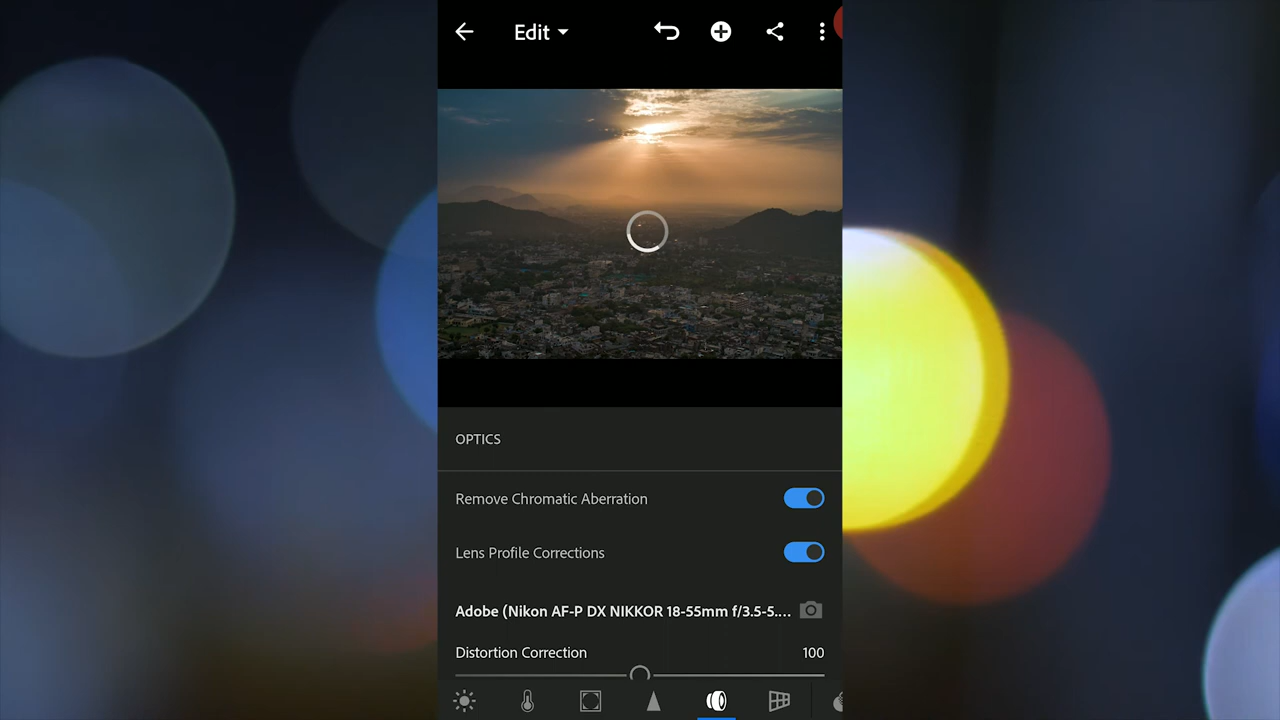 Edit
OPTICS
Remove Chromatic Aberration
Lens Profile Corrections
Adobe (Nikon AF-P DX NIKKOR 18-55mm f/3.5-5....
Distortion Correction 100